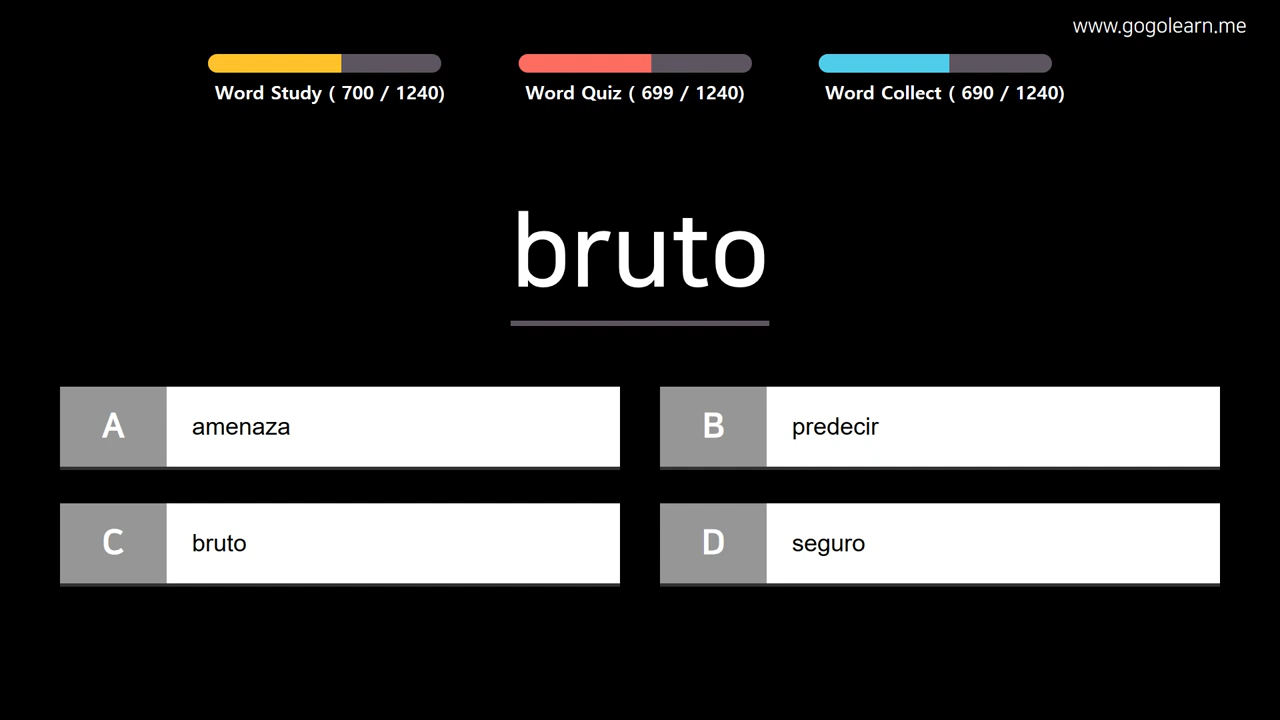 www.gogolearn.me
Word Study ( 700 / 1240)
Word Quiz ( 699 / 1240)
Word Collect ( 690 / 1240)
bruto
A amenaza
B predecir
C bruto
D seguro